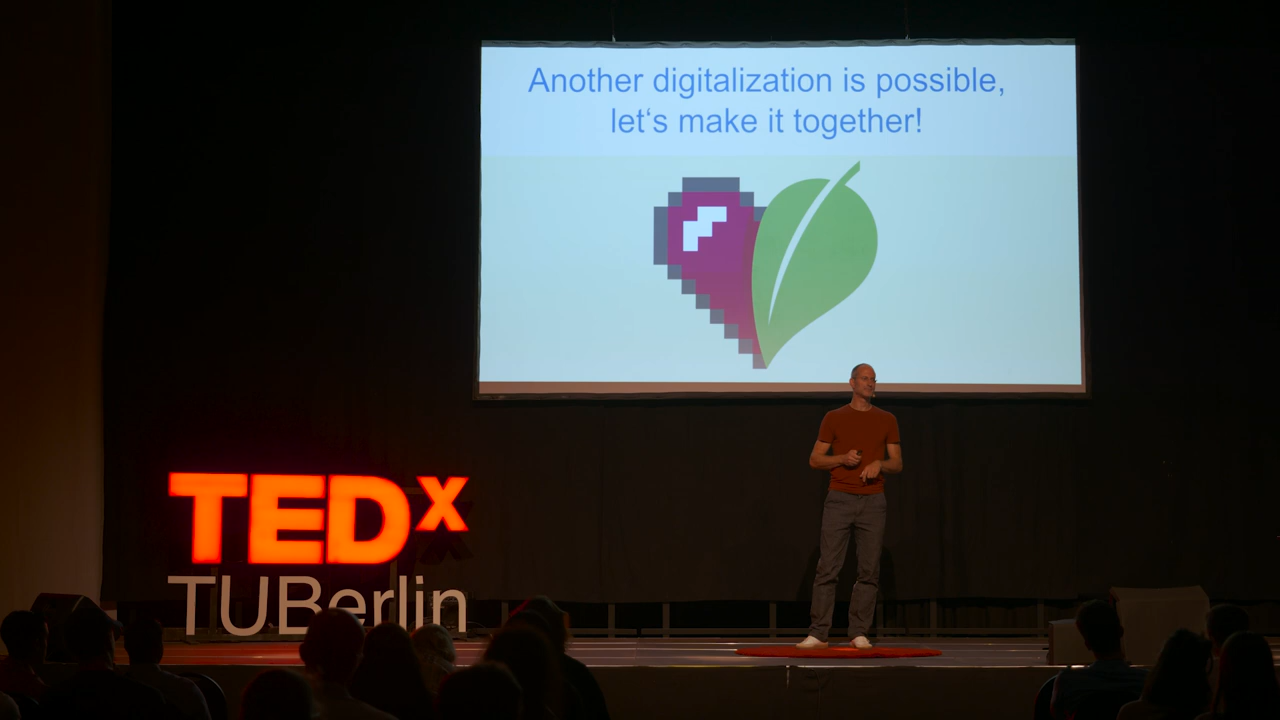 Another digitalization is possible,
let‘s make it together!
TEDx
TUBerlin